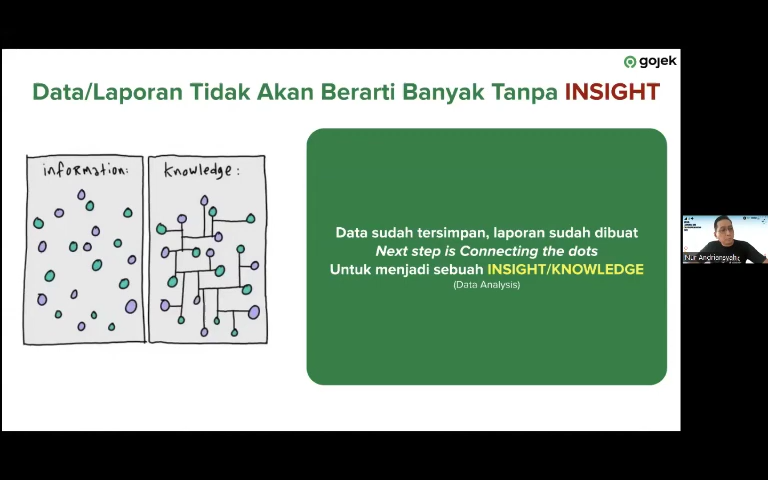 gojek
Data/Laporan Tidak Akan Berarti Banyak Tanpa INSIGHT
information:
knowledge:
Data sudah tersimpan, laporan sudah dibuat
Next step is Connecting the dots
Untuk menjadi sebuah INSIGHT/KNOWLEDGE
(Data Analysis)